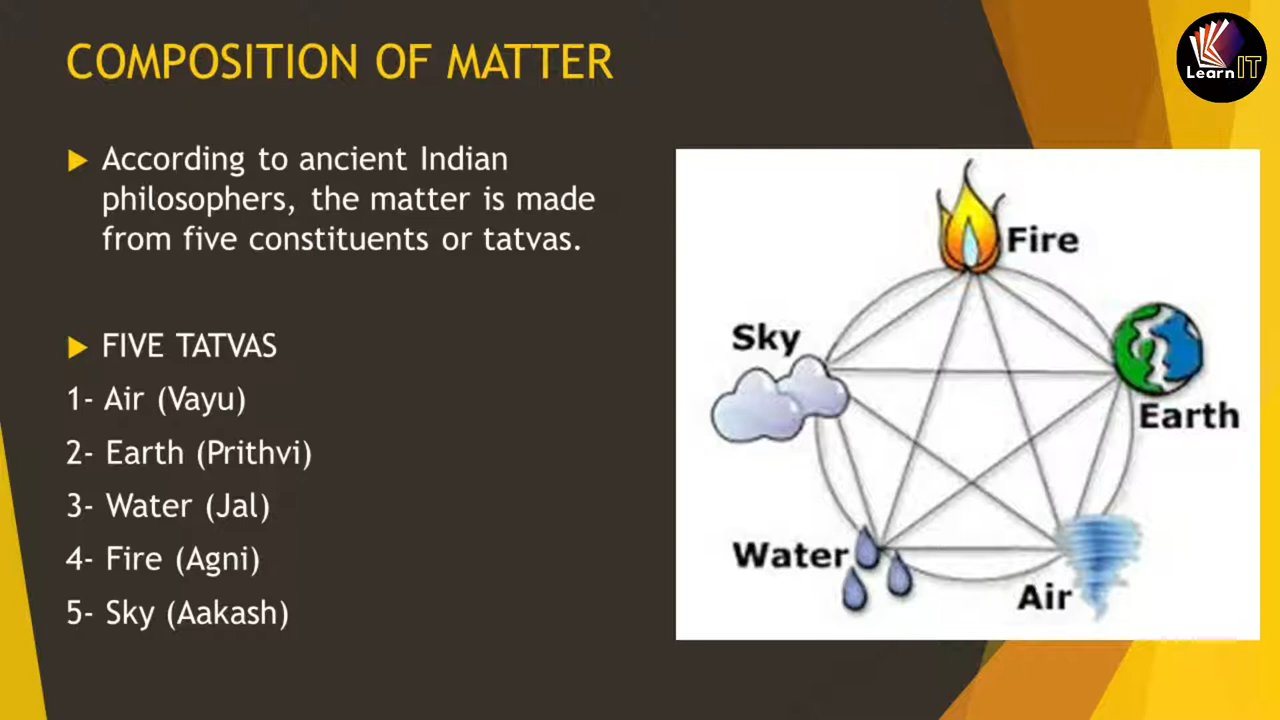 COMPOSITION OF MATTER
LearnIT
According to ancient Indian
philosophers, the matter is made
from five constituents or tatvas.
FIVE TATVAS
1- Air (Vayu)
2- Earth (Prithvi)
3- Water (Jal)
4- Fire (Agni)
5- Sky (Aakash)
Fire
Sky
Earth
Water
Air